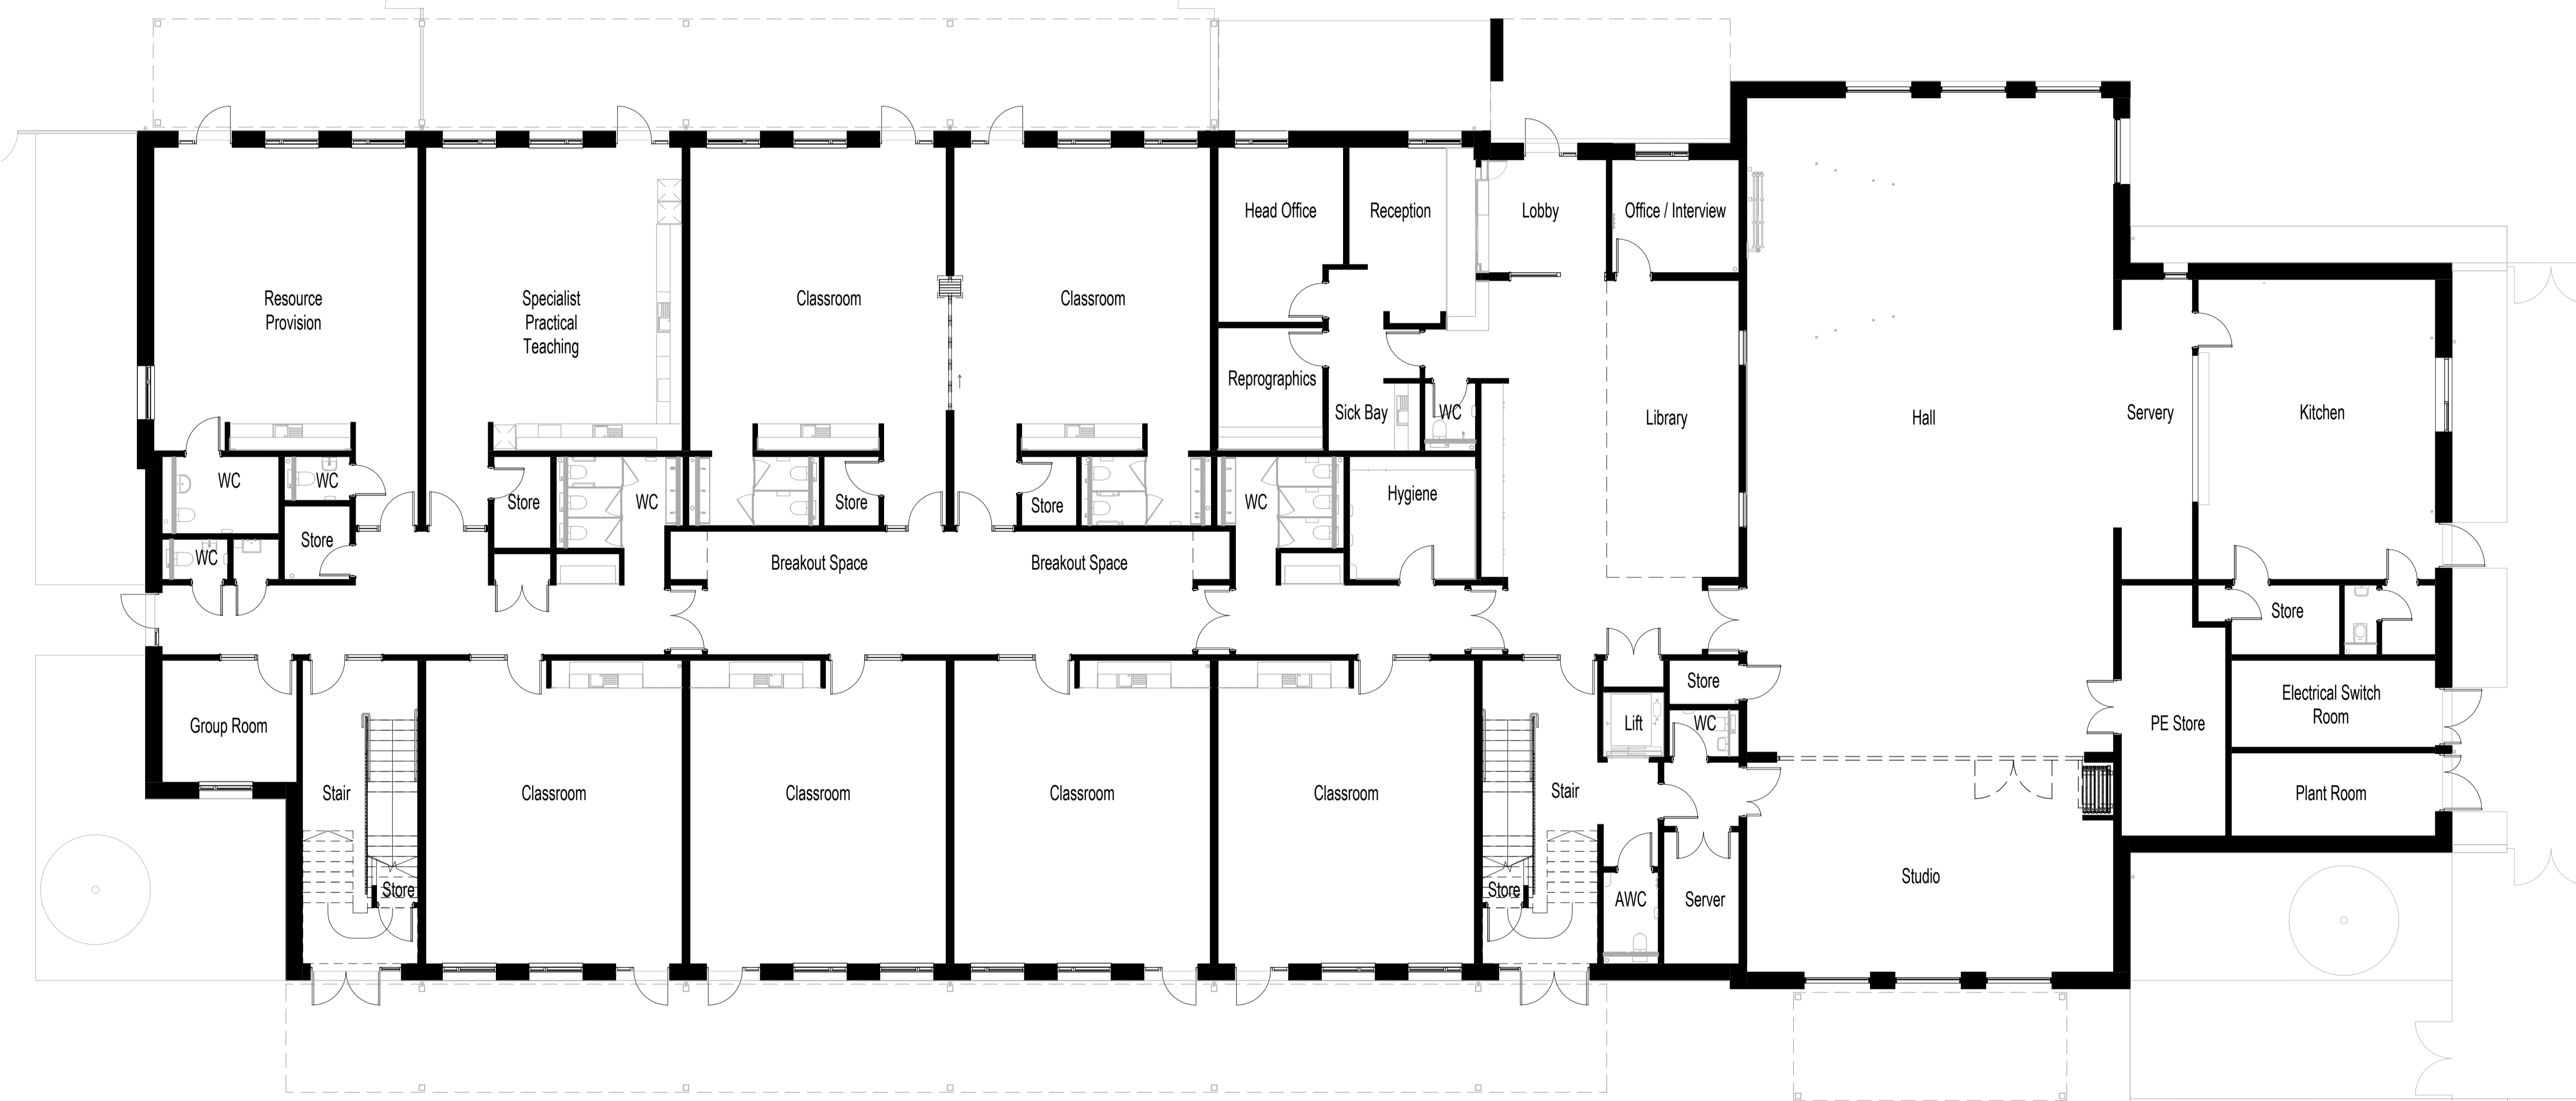 Head Office
Reception
Lobby
Office / Interview
Resource
Provision
Specialist
Practical
Teaching
Classroom
Classroom
Reprographics
Sick Bay
WC
Library
Hall
Servery
Kitchen
WC
WC
Store
WC
Store
Store
WC
Hygiene
WC
Store
Breakout Space
Breakout Space
Store
Group Room
Store
Lift
WC
PE Store
Electrical Switch
Room
Stair
Classroom
Classroom
Classroom
Classroom
Stair
Plant Room
Store
Store
AWC
Server
Studio